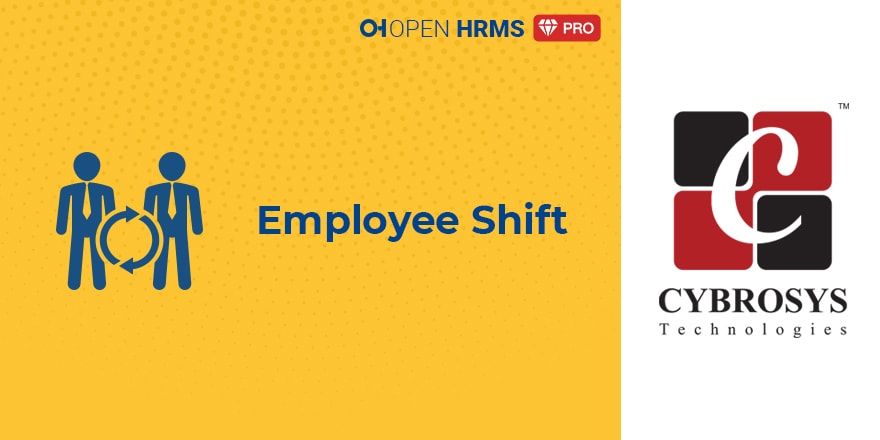 OPEN HRMS PRO
Employee Shift
TM
C
CYBROSYS
Technologies